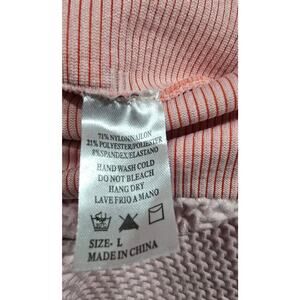 71% NYLON/NAILON
21% POLYESTER/POLIESTER
8% SPANDEX/ELASTANO
HAND WASH COLD
DO NOT BLEACH
HANG DRY
LAVE FRIO A MANO
SIZE: L
MADE IN CHINA